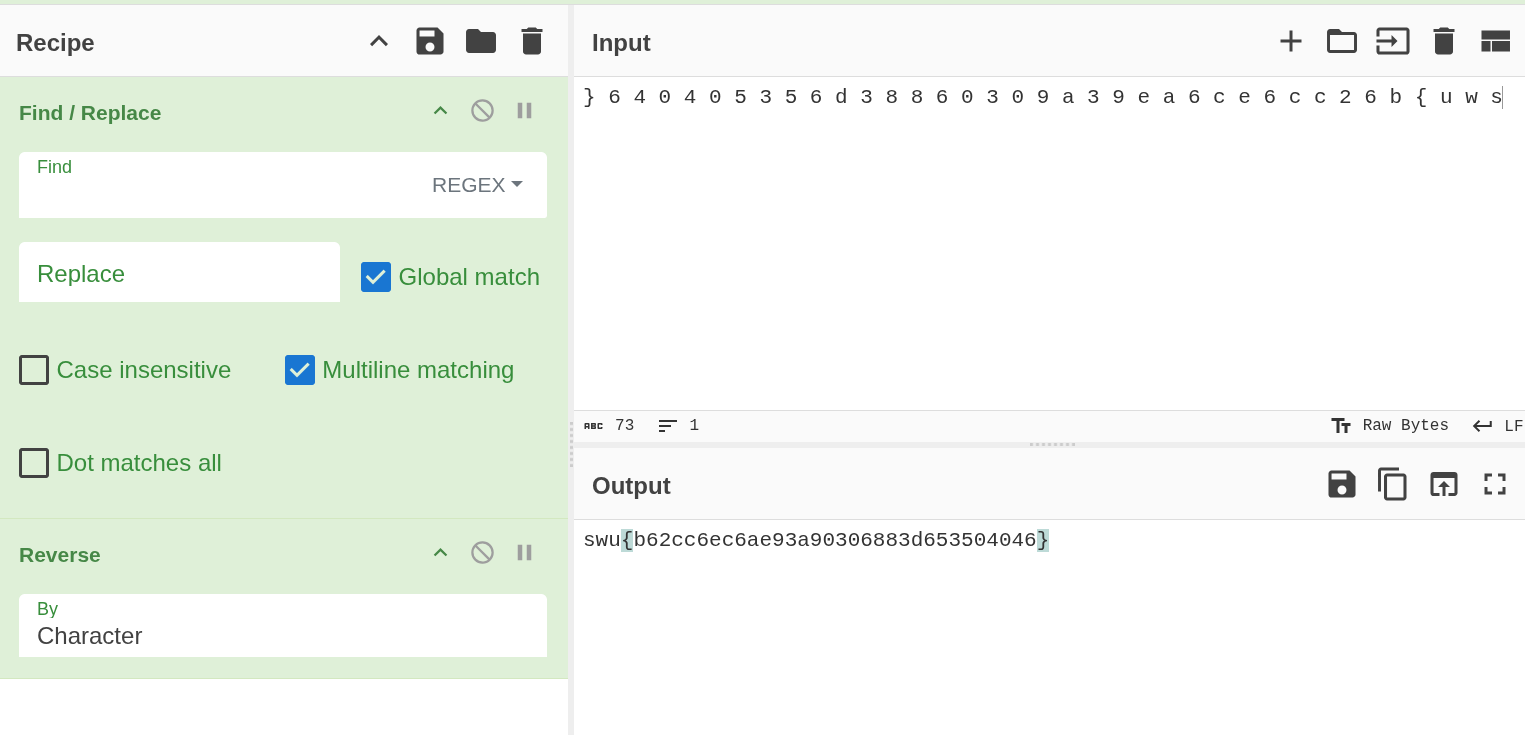 Recipe
Find / Replace
Find
REGEX
Replace
Global match
Case insensitive
Multiline matching
Dot matches all
Reverse
By
Character
Input
} 6 4 0 4 0 5 3 5 6 d 3 8 8 6 0 3 0 9 a 3 9 e a 6 c e 6 c c 2 6 b { u w s
ABC 73 1
Raw Bytes LF
Output
swu{b62cc6ec6ae93a90306883d653504046}